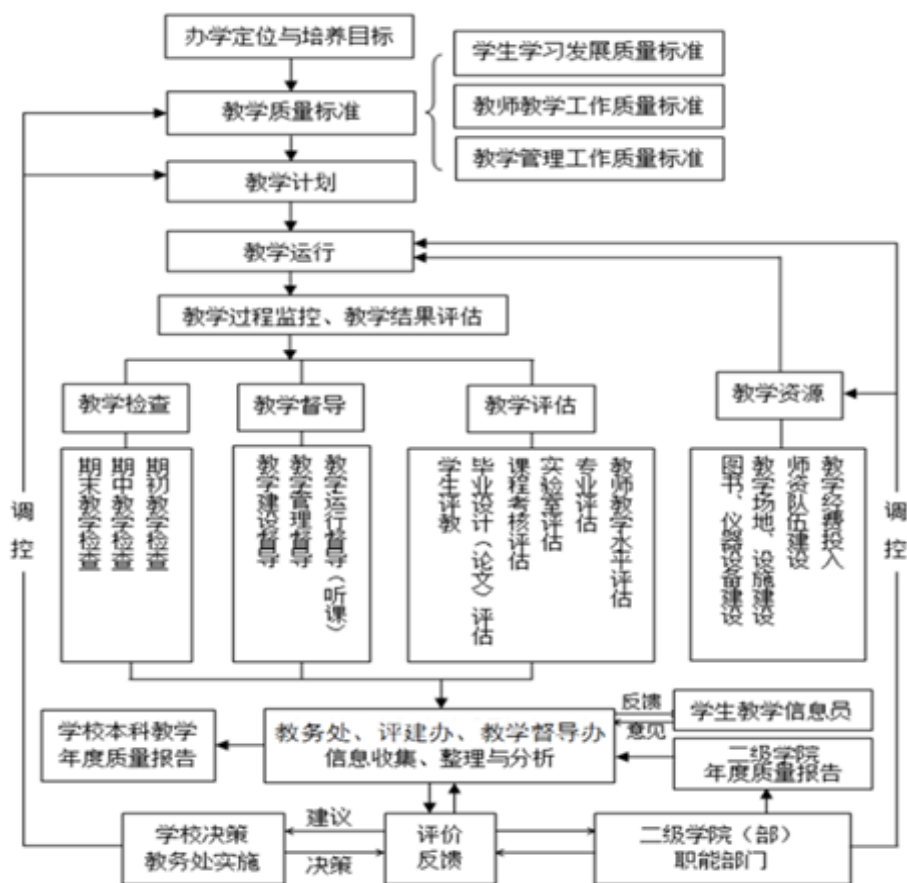 办学定位与培养目标
学生学习发展质量标准
教学质量标准
教师教学工作质量标准
教学管理工作质量标准
教学计划
教学运行
教学过程监控、教学结果评估
教学检查
教学督导
教学评估
教学资源
期初教学检查
期中教学检查
期末教学检查
教学运行督导（听课）
教学管理督导
教学建设督导
教师教学水平评估
专业评估
实验室评估
课程考核评估
毕业设计（论文）评估
学生评教
教学经费投入
师资队伍建设
教学场地、设施建设
图书、仪器设备建设
调控
调控
教务处、评建办、教学督导办
信息收集、整理与分析
学校本科教学
年度质量报告
反馈
意见
学生教学信息员
二级学院
年度质量报告
学校决策
教务处实施
建议
决策
评价
反馈
二级学院（部）
职能部门